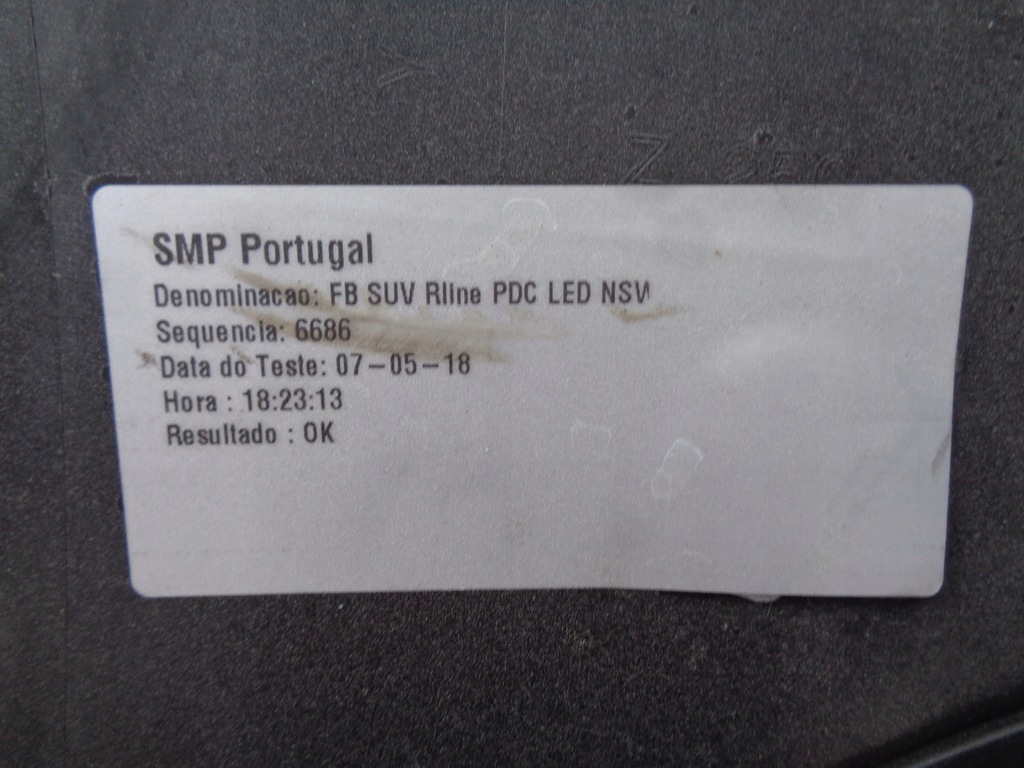 SMP Portugal
Denominacao: FB SUV Rline PDC LED NSW
Sequencia: 6686
Data do Teste: 07-05-18
Hora : 18:23:13
Resultado : OK